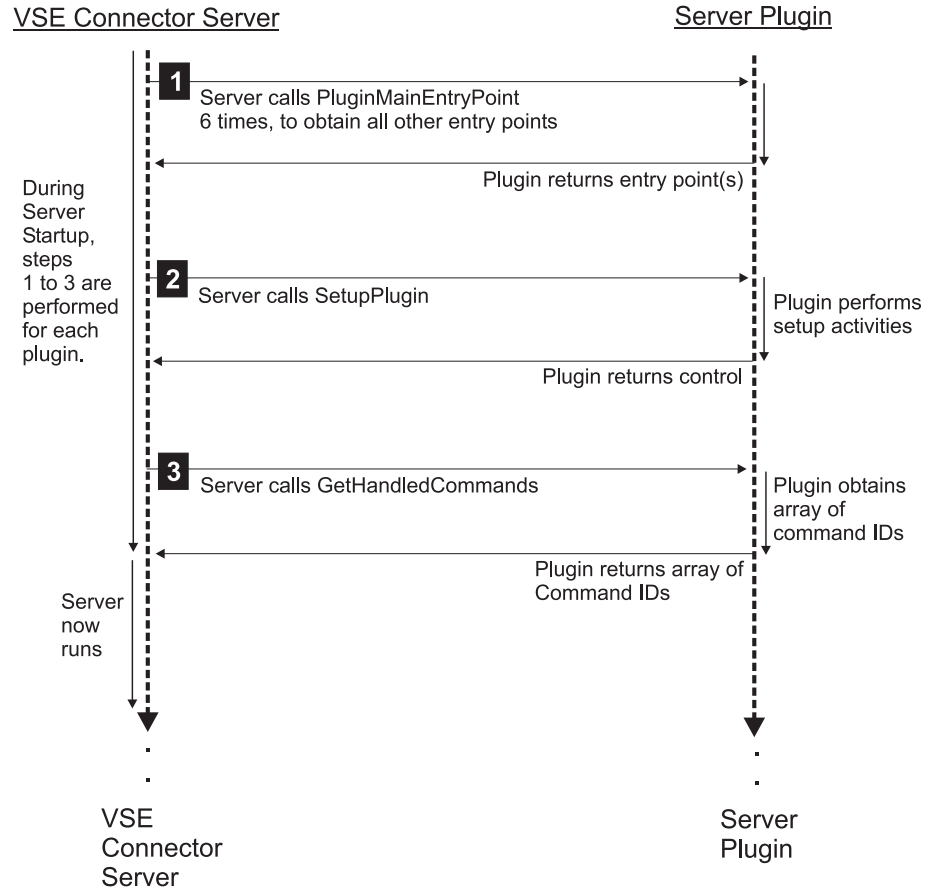 VSE Connector Server
Server Plugin
1
Server calls PluginMainEntryPoint
6 times, to obtain all other entry points
Plugin returns entry point(s)
During
Server
Startup,
steps
1 to 3 are
performed
for each
plugin.
2
Server calls SetupPlugin
Plugin performs
setup activities
Plugin returns control
3
Server calls GetHandledCommands
Plugin obtains
array of
command IDs
Plugin returns array of
Command IDs
Server
now
runs
VSE
Connector
Server
Server
Plugin